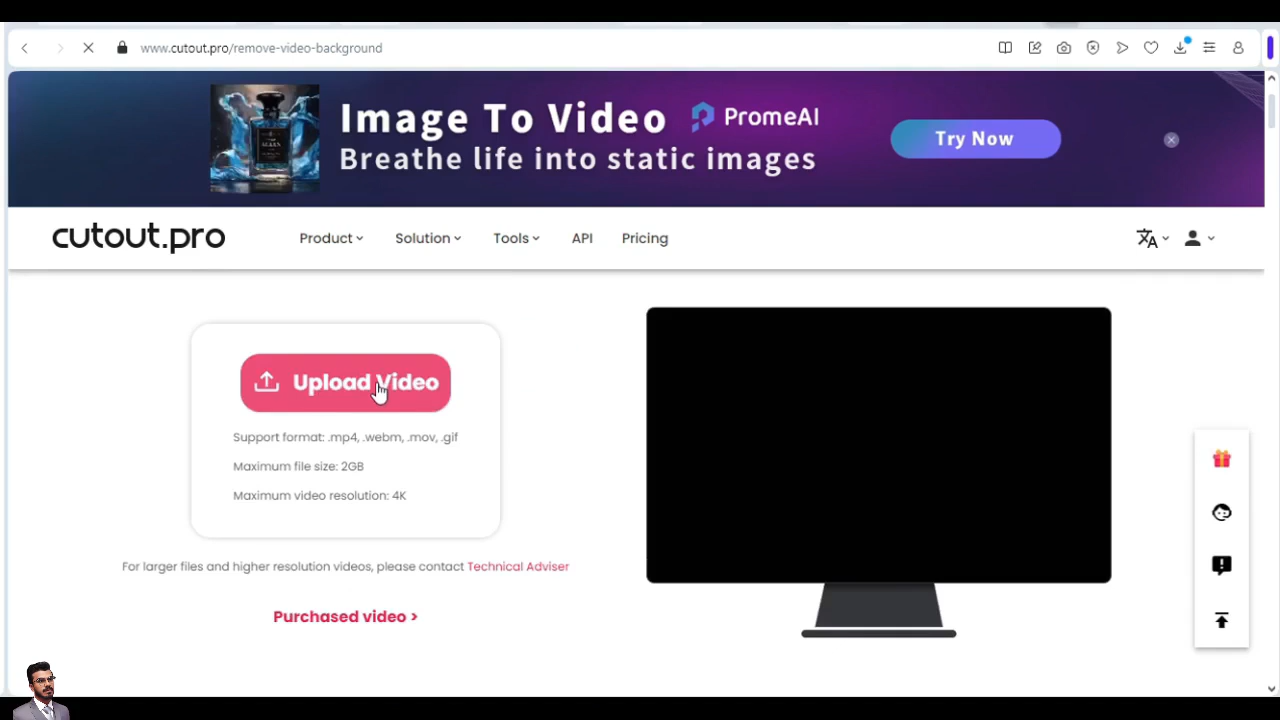 www.cutout.pro/remove-video-background
Image To Video PromeAI
Breathe life into static images
Try Now
cutout.pro
Product
Solution
Tools
API
Pricing
Upload Video
Support format: .mp4, .webm, .mov, .gif
Maximum file size: 2GB
Maximum video resolution: 4K
For larger files and higher resolution videos, please contact Technical Adviser
Purchased video >